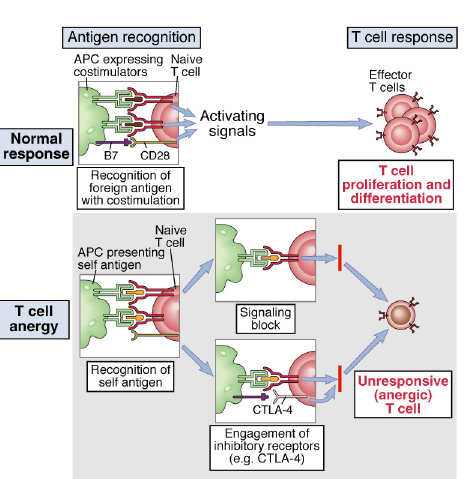 Antigen recognition
T cell response
APC expressing
costimulators
Naive
T cell
Effector
T cells
Activating
signals
Normal
response
B7
CD28
Recognition of
foreign antigen
with costimulation
T cell
proliferation and
differentiation
Naive
T cell
APC presenting
self antigen
T cell
anergy
Signaling
block
Recognition of
self antigen
CTLA-4
Unresponsive
(anergic)
T cell
Engagement of
inhibitory receptors
(e.g. CTLA-4)